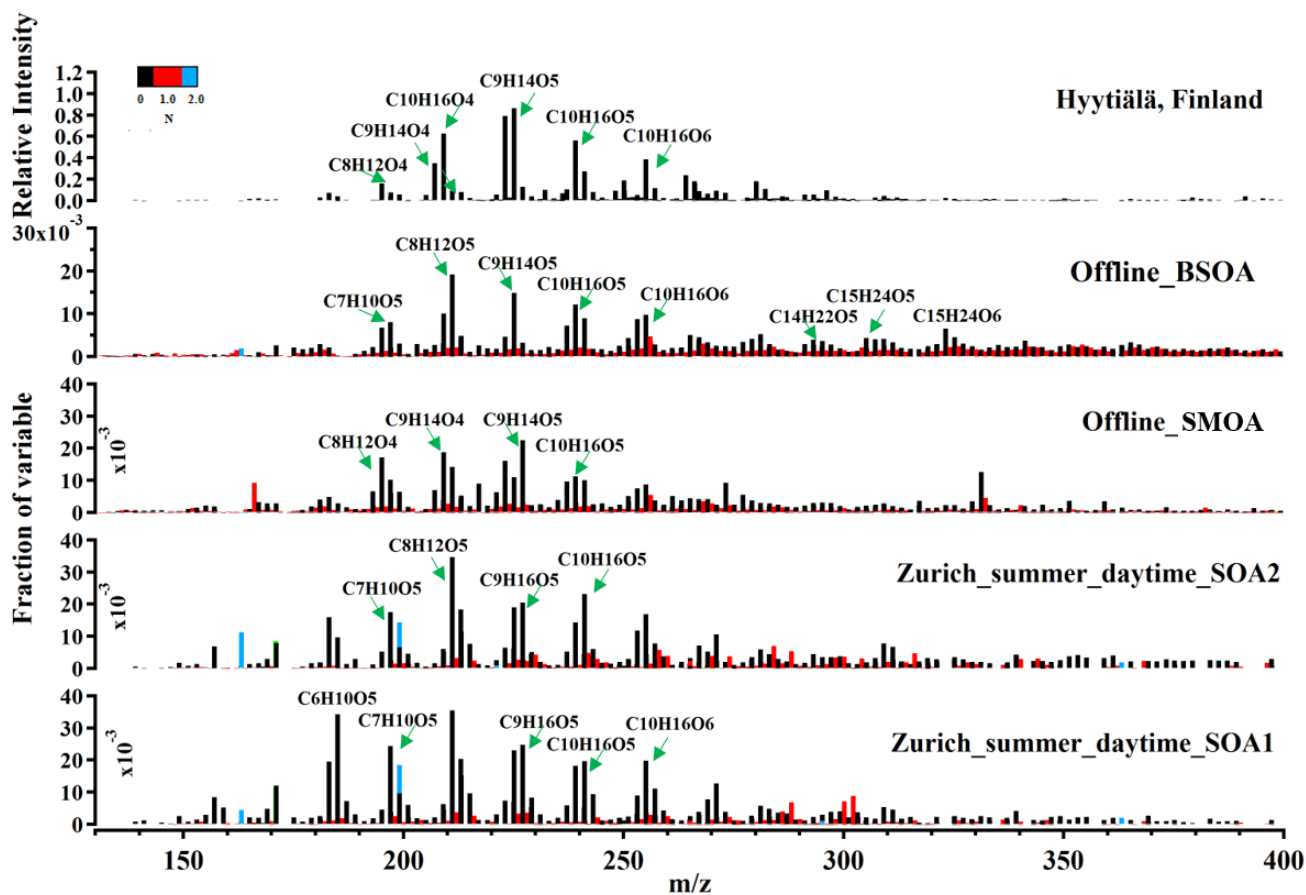 Relative Intensity
1.2
1.0
0.8
0.6
0.4
0.2
0.0
0 1.0 2.0
N
C8H12O4
C9H14O4
C10H16O4
C9H14O5
C10H16O5
C10H16O6
Hyytiälä, Finland
30x10-3
20
10
0
C7H10O5
C8H12O5
C9H14O5
C10H16O5
C10H16O6
C14H22O5
C15H24O5
C15H24O6
Offline_BSOA
Fraction of variable
40
30
20
10
0
x10-3
C8H12O4
C9H14O4
C9H14O5
C10H16O5
Offline_SMOA
40
30
20
10
0
x10-3
C7H10O5
C8H12O5
C9H16O5
C10H16O5
Zurich_summer_daytime_SOA2
40
30
20
10
0
x10-3
C6H10O5
C7H10O5
C9H16O5
C10H16O5
C10H16O6
Zurich_summer_daytime_SOA1
150 200 250 300 350 400
m/z